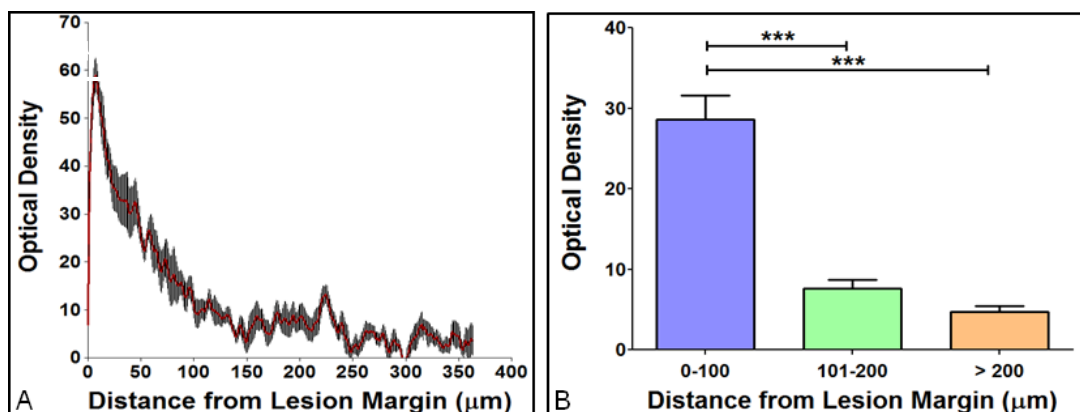 70
60
50
40
30
20
10
0
Optical Density
0 50 100 150 200 250 300 350 400
A Distance from Lesion Margin (μm)
40
30
20
10
0
Optical Density
***
***
0-100 101-200 > 200
B Distance from Lesion Margin (μm)